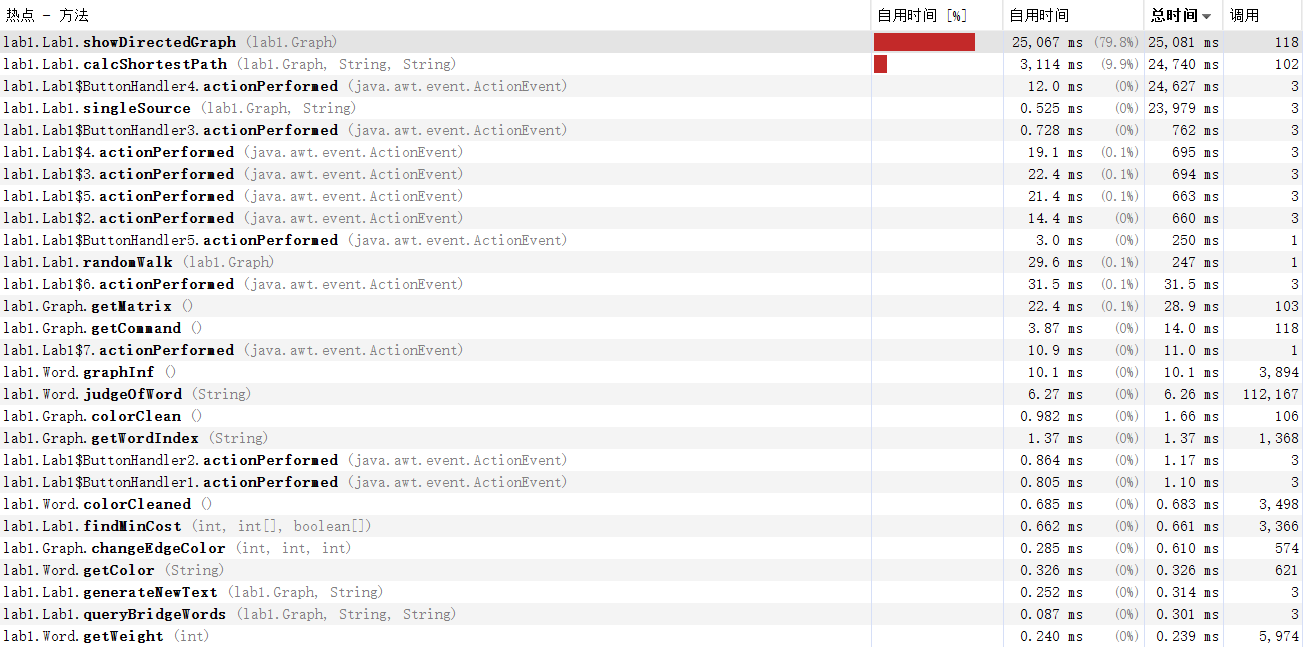 热点 - 方法 自用时间 [%] 自用时间 总时间 调用
lab1.Lab1.showDirectedGraph (lab1.Graph) 25,067 ms (79.8%) 25,081 ms 118
lab1.Lab1.calcShortestPath (lab1.Graph, String, String) 3,114 ms (9.9%) 24,740 ms 102
lab1.Lab1$ButtonHandler4.actionPerformed (java.awt.event.ActionEvent) 12.0 ms (0%) 24,627 ms 3
lab1.Lab1.singleSource (lab1.Graph, String) 0.525 ms (0%) 23,979 ms 3
lab1.Lab1$ButtonHandler3.actionPerformed (java.awt.event.ActionEvent) 0.728 ms (0%) 762 ms 3
lab1.Lab1$4.actionPerformed (java.awt.event.ActionEvent) 19.1 ms (0.1%) 695 ms 3
lab1.Lab1$3.actionPerformed (java.awt.event.ActionEvent) 22.4 ms (0.1%) 694 ms 3
lab1.Lab1$5.actionPerformed (java.awt.event.ActionEvent) 21.4 ms (0.1%) 663 ms 3
lab1.Lab1$2.actionPerformed (java.awt.event.ActionEvent) 14.4 ms (0%) 660 ms 3
lab1.Lab1$ButtonHandler5.actionPerformed (java.awt.event.ActionEvent) 3.0 ms (0%) 250 ms 1
lab1.Lab1.randomWalk (lab1.Graph) 29.6 ms (0.1%) 247 ms 1
lab1.Lab1$6.actionPerformed (java.awt.event.ActionEvent) 31.5 ms (0.1%) 31.5 ms 3
lab1.Graph.getMatrix () 22.4 ms (0.1%) 28.9 ms 103
lab1.Graph.getCommand () 3.87 ms (0%) 14.0 ms 118
lab1.Lab1$7.actionPerformed (java.awt.event.ActionEvent) 10.9 ms (0%) 11.0 ms 1
lab1.Word.graphInf () 10.1 ms (0%) 10.1 ms 3,894
lab1.Word.judgeOfWord (String) 6.27 ms (0%) 6.26 ms 112,167
lab1.Graph.colorClean () 0.982 ms (0%) 1.66 ms 106
lab1.Graph.getWordIndex (String) 1.37 ms (0%) 1.37 ms 1,368
lab1.Lab1$ButtonHandler2.actionPerformed (java.awt.event.ActionEvent) 0.864 ms (0%) 1.17 ms 3
lab1.Lab1$ButtonHandler1.actionPerformed (java.awt.event.ActionEvent) 0.805 ms (0%) 1.10 ms 3
lab1.Word.colorCleaned () 0.685 ms (0%) 0.683 ms 3,498
lab1.Lab1.findMinCost (int, int[], boolean[]) 0.662 ms (0%) 0.661 ms 3,366
lab1.Graph.changeEdgeColor (int, int, int) 0.285 ms (0%) 0.610 ms 574
lab1.Word.getColor (String) 0.326 ms (0%) 0.326 ms 621
lab1.Lab1.generateNewText (lab1.Graph, String) 0.252 ms (0%) 0.314 ms 3
lab1.Lab1.queryBridgeWords (lab1.Graph, String, String) 0.087 ms (0%) 0.301 ms 3
lab1.Word.getWeight (int) 0.240 ms (0%) 0.239 ms 5,974